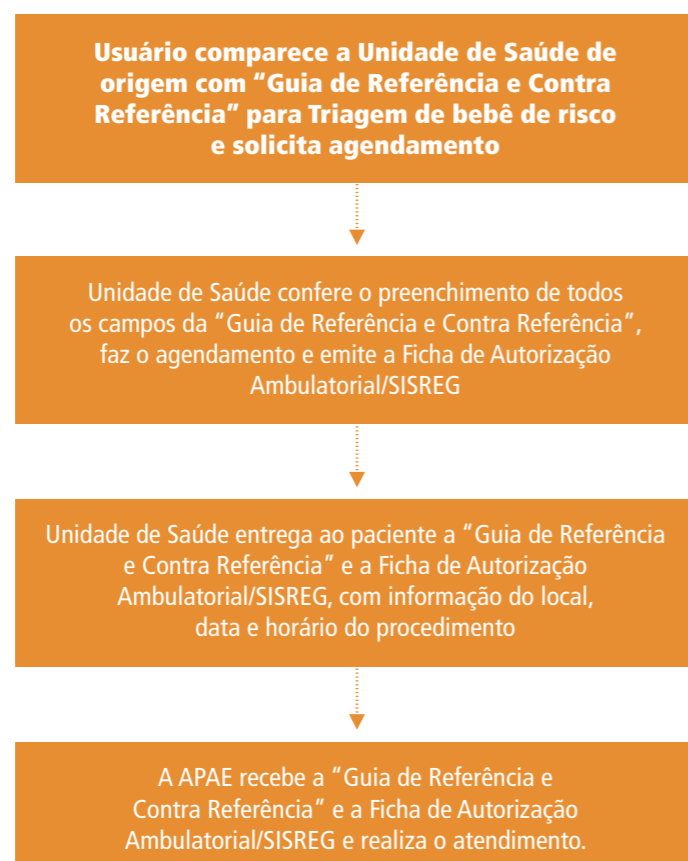 Usuário comparece a Unidade de Saúde de
origem com “Guia de Referência e Contra
Referência” para Triagem de bebê de risco
e solicita agendamento
Unidade de Saúde confere o preenchimento de todos
os campos da “Guia de Referência e Contra Referência”,
faz o agendamento e emite a Ficha de Autorização
Ambulatorial/SISREG
Unidade de Saúde entrega ao paciente a “Guia de Referência
e Contra Referência” e a Ficha de Autorização
Ambulatorial/SISREG, com informação do local,
data e horário do procedimento
A APAE recebe a “Guia de Referência e
Contra Referência” e a Ficha de Autorização
Ambulatorial/SISREG e realiza o atendimento.